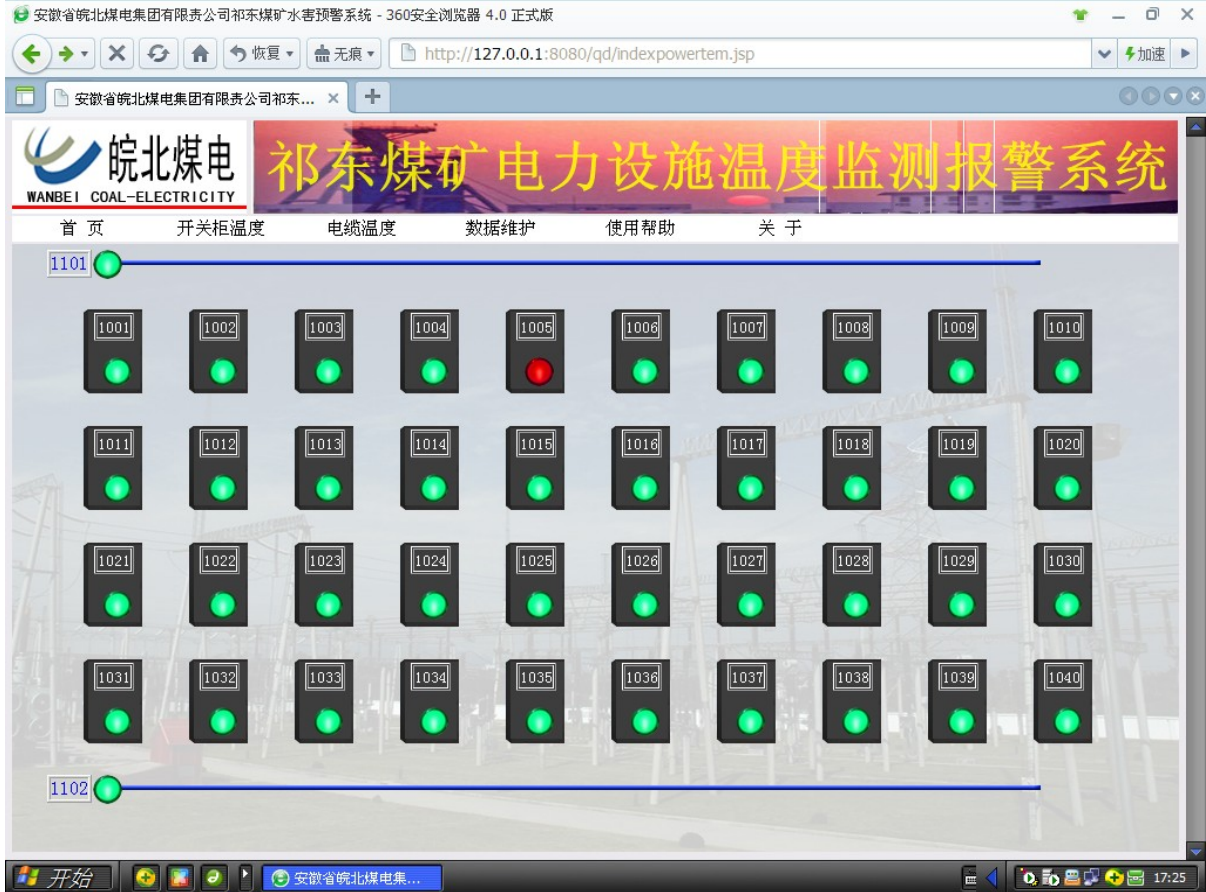 安徽省皖北煤电集团有限责公司祁东煤矿水害预警系统 - 360安全浏览器 4.0 正式版
恢复 无痕 http://127.0.0.1:8080/qd/indexpowertem.jsp 加速
安徽省皖北煤电集团有限责公司祁东...
皖北煤电
WANBEI COAL-ELECTRICITY
祁东煤矿电力设施温度监测报警系统
首 页 开关柜温度 电缆温度 数据维护 使用帮助 关 于
1101
1001 1002 1003 1004 1005 1006 1007 1008 1009 1010
1011 1012 1013 1014 1015 1016 1017 1018 1019 1020
1021 1022 1023 1024 1025 1026 1027 1028 1029 1030
1031 1032 1033 1034 1035 1036 1037 1038 1039 1040
1102
开始 安徽省皖北煤电集... 17:25